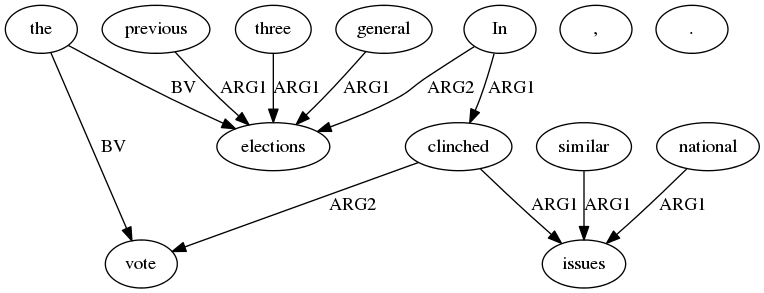 the previous three general In , .
BV ARG1 ARG1 ARG1 ARG2 ARG1
elections clinched similar national
BV ARG2 ARG1 ARG1 ARG1
vote issues